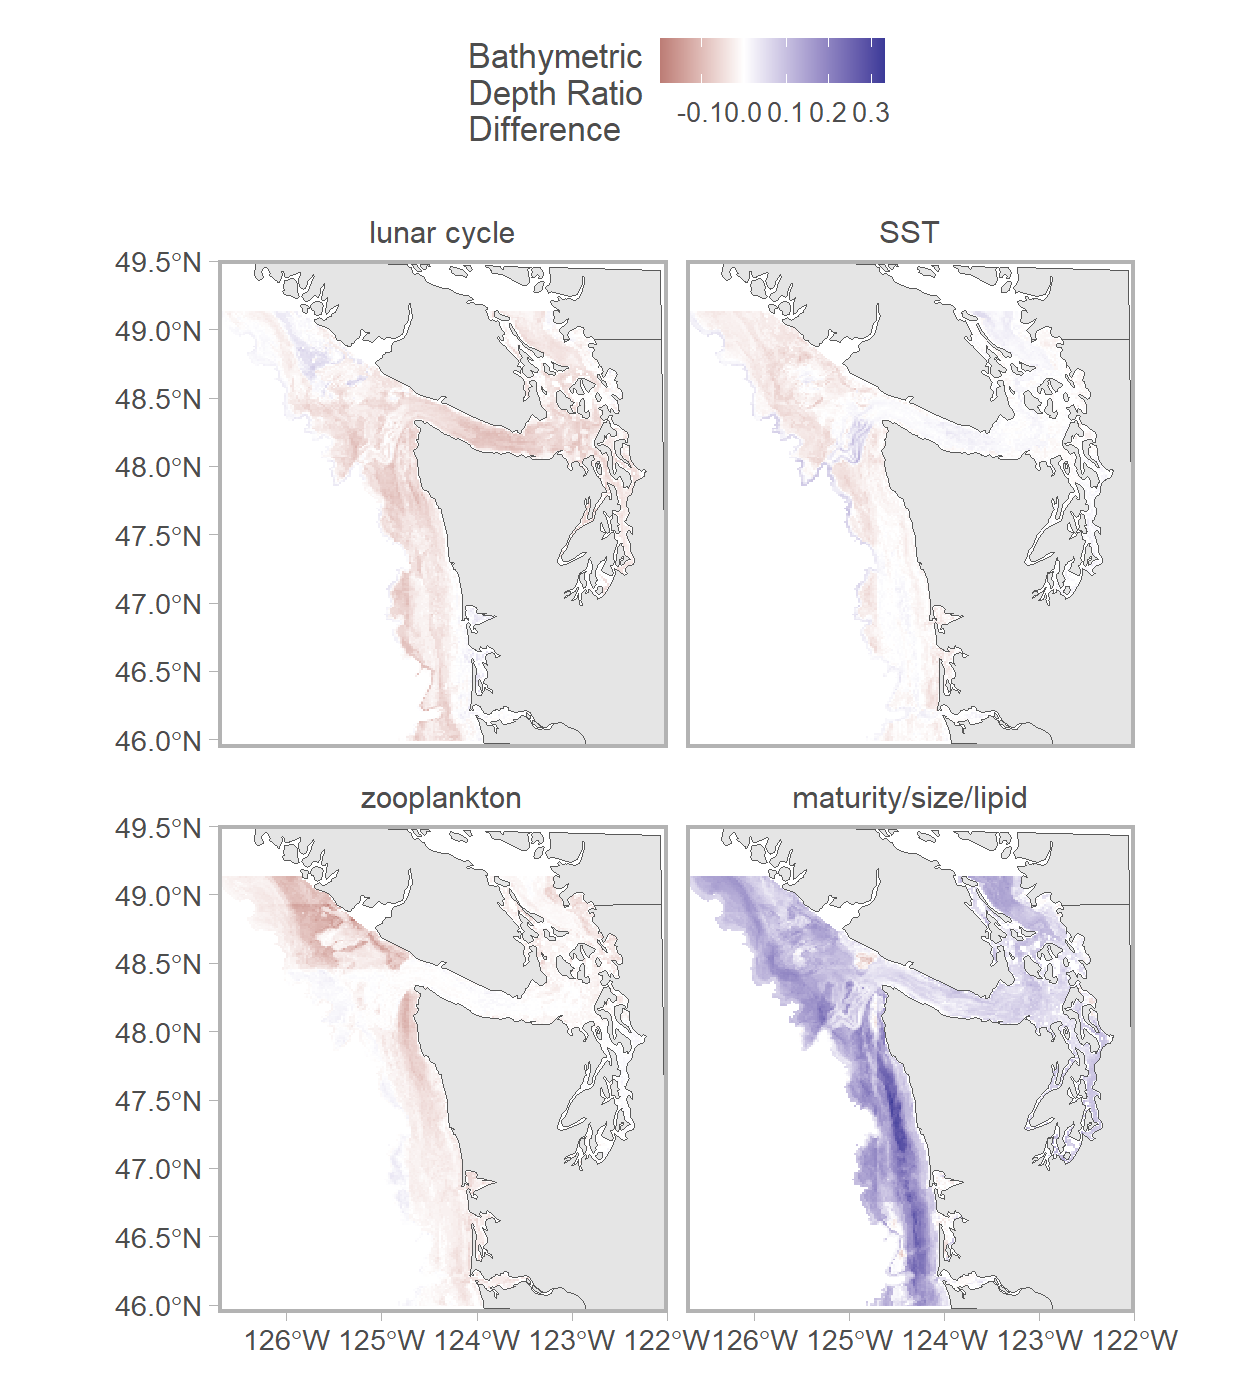 Bathymetric
Depth Ratio
Difference
-0.1 0.0 0.1 0.2 0.3
lunar cycle SST
49.5°N
49.0°N
48.5°N
48.0°N
47.5°N
47.0°N
46.5°N
46.0°N
zooplankton maturity/size/lipid
49.5°N
49.0°N
48.5°N
48.0°N
47.5°N
47.0°N
46.5°N
46.0°N
126°W 125°W 124°W 123°W 122°W 126°W 125°W 124°W 123°W 122°W